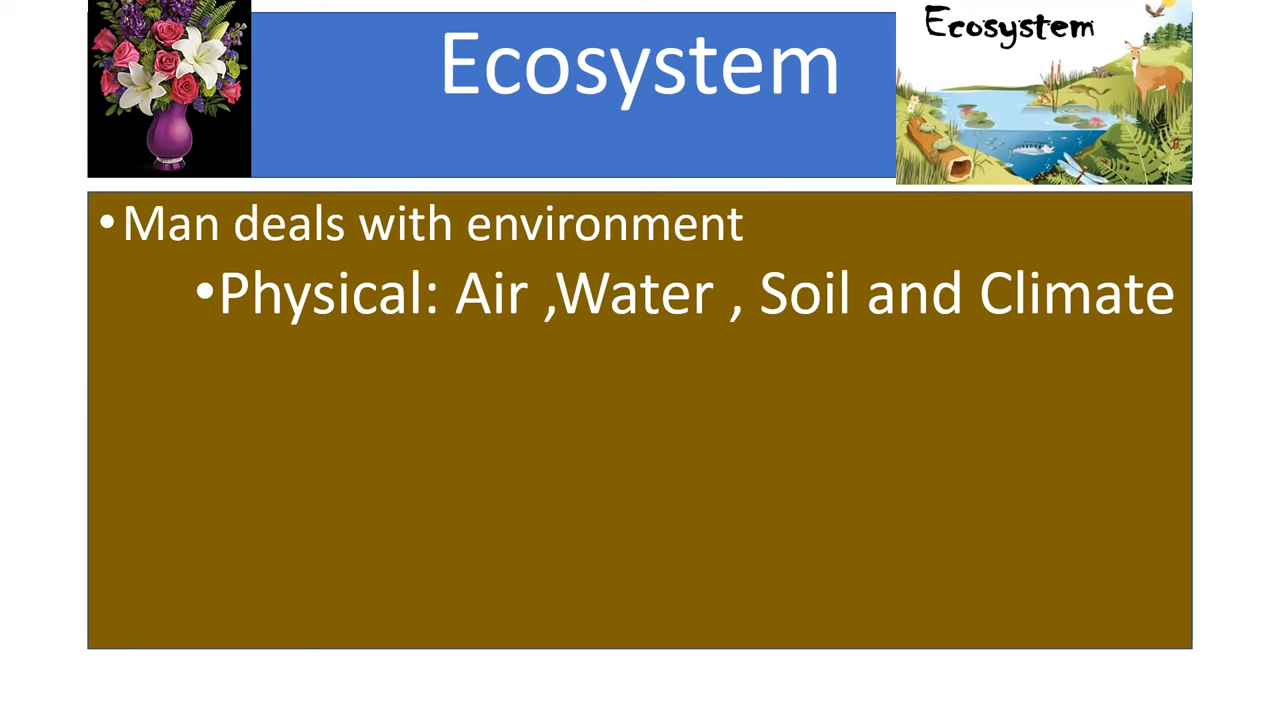 Ecosystem
Ecosystem
•Man deals with environment
•Physical: Air ,Water , Soil and Climate